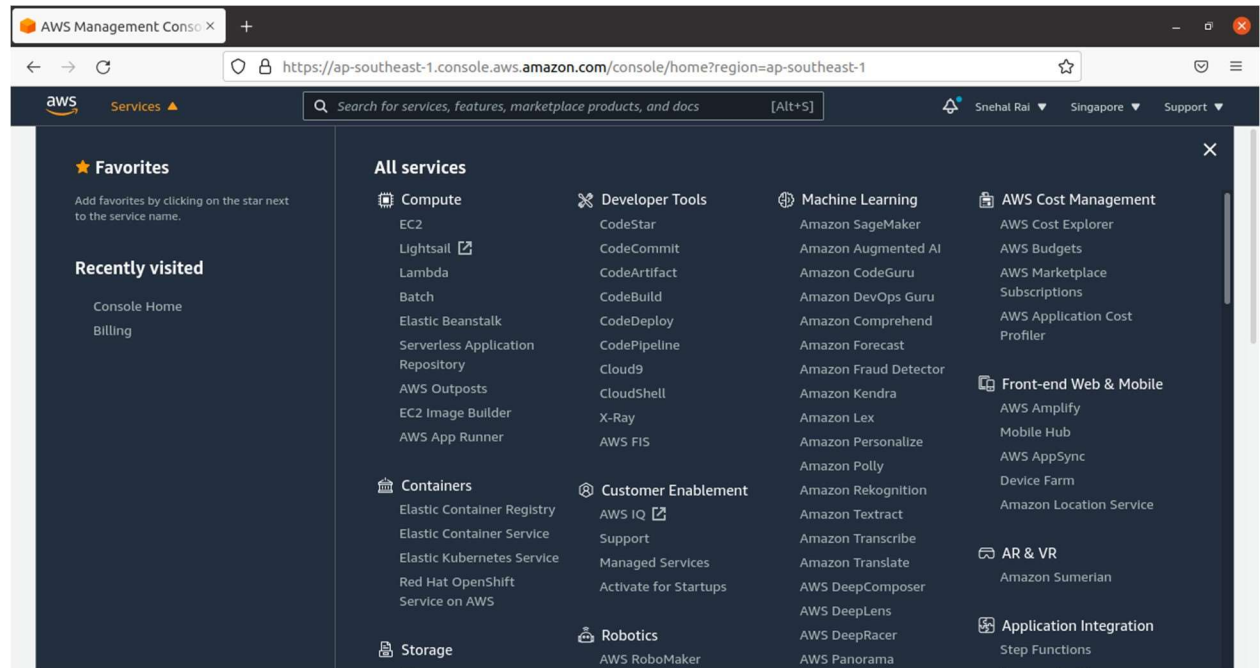 AWS Management Conso
https://ap-southeast-1.console.aws.amazon.com/console/home?region=ap-southeast-1
aws
Services
Search for services, features, marketplace products, and docs
[Alt+S]
Snehal Rai
Singapore
Support
Favorites
Add favorites by clicking on the star next
to the service name.
Recently visited
Console Home
Billing
All services
Compute
EC2
Lightsail
Lambda
Batch
Elastic Beanstalk
Serverless Application
Repository
AWS Outposts
EC2 Image Builder
AWS App Runner
Containers
Elastic Container Registry
Elastic Container Service
Elastic Kubernetes Service
Red Hat OpenShift
Service on AWS
Storage
Developer Tools
CodeStar
CodeCommit
CodeArtifact
CodeBuild
CodeDeploy
CodePipeline
Cloud9
CloudShell
X-Ray
AWS FIS
Customer Enablement
AWS IQ
Support
Managed Services
Activate for Startups
Robotics
AWS RoboMaker
Machine Learning
Amazon SageMaker
Amazon Augmented AI
Amazon CodeGuru
Amazon DevOps Guru
Amazon Comprehend
Amazon Forecast
Amazon Fraud Detector
Amazon Kendra
Amazon Lex
Amazon Personalize
Amazon Polly
Amazon Rekognition
Amazon Textract
Amazon Transcribe
Amazon Translate
AWS DeepComposer
AWS DeepLens
AWS DeepRacer
AWS Panorama
AWS Cost Management
AWS Cost Explorer
AWS Budgets
AWS Marketplace
Subscriptions
AWS Application Cost
Profiler
Front-end Web & Mobile
AWS Amplify
Mobile Hub
AWS AppSync
Device Farm
Amazon Location Service
AR & VR
Amazon Sumerian
Application Integration
Step Functions